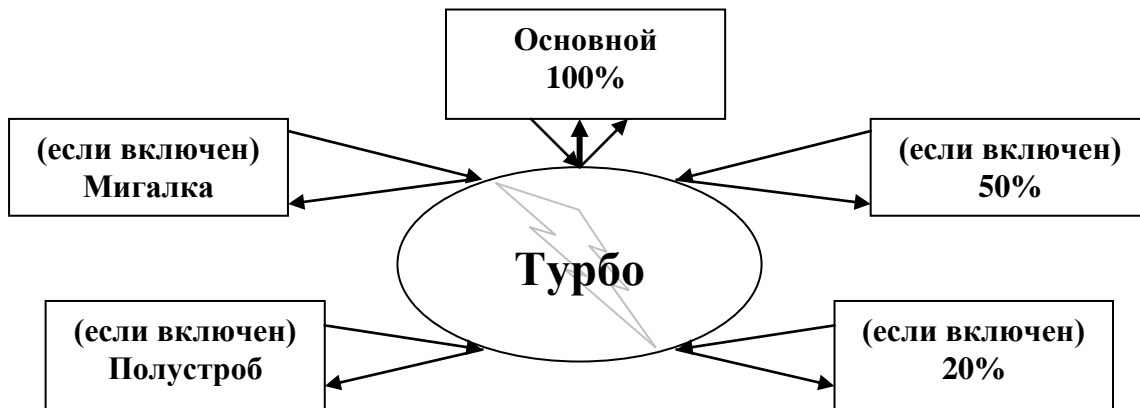 Основной
100%
(если включен)
Мигалка
(если включен)
50%
Турбо
(если включен)
Полустроб
(если включен)
20%